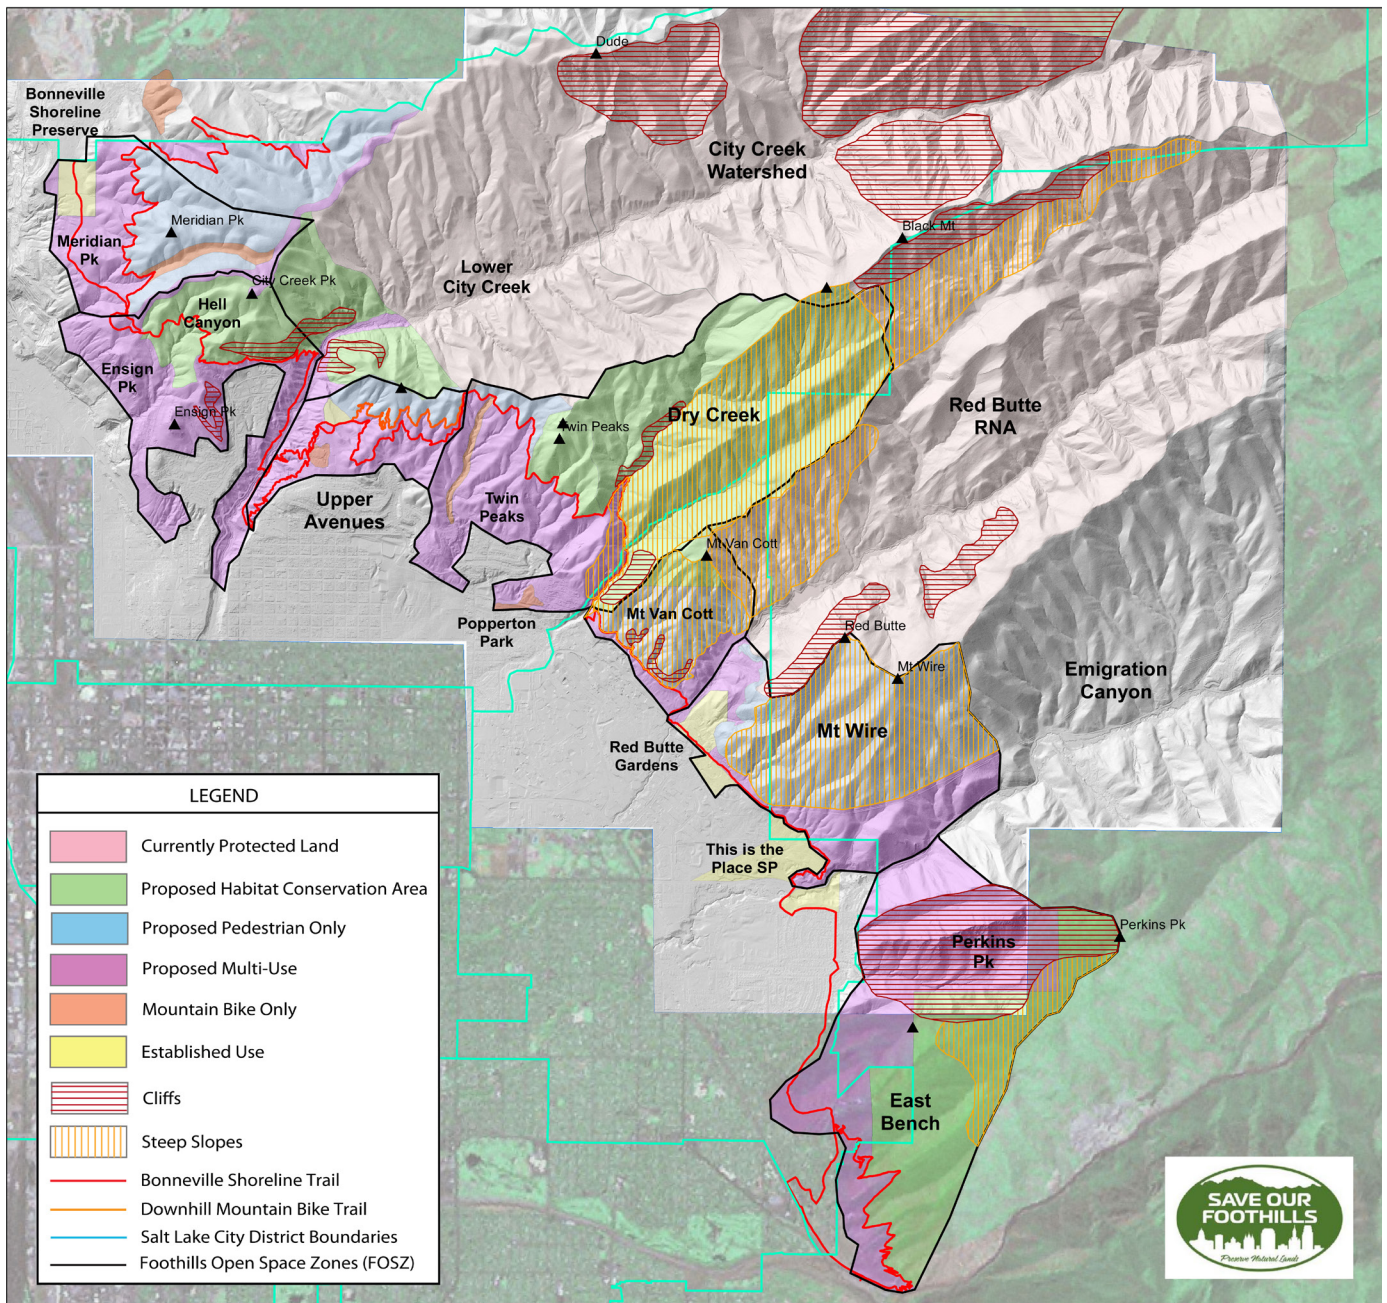 Dude
Bonneville
Shoreline
Preserve
City Creek
Watershed
Meridian Pk
Black Mt
Meridian
Pk
Lower
City Creek
City Creek Pk
Hell
Canyon
Ensign
Pk
Ensign Pk
Dry Creek
Red Butte
RNA
Twin Peaks
Upper
Avenues
Twin
Peaks
Mt Van Cott
Mt Van Cott
Popperton
Park
Red Butte
Mt Wire
Emigration
Canyon
Mt Wire
Red Butte
Gardens
This is the
Place SP
Perkins Pk
Perkins
Pk
East
Bench
LEGEND
Currently Protected Land
Proposed Habitat Conservation Area
Proposed Pedestrian Only
Proposed Multi-Use
Mountain Bike Only
Established Use
Cliffs
Steep Slopes
Bonneville Shoreline Trail
Downhill Mountain Bike Trail
Salt Lake City District Boundaries
Foothills Open Space Zones (FOSZ)
SAVE OUR
FOOTHILLS
Preserve Natural Lands